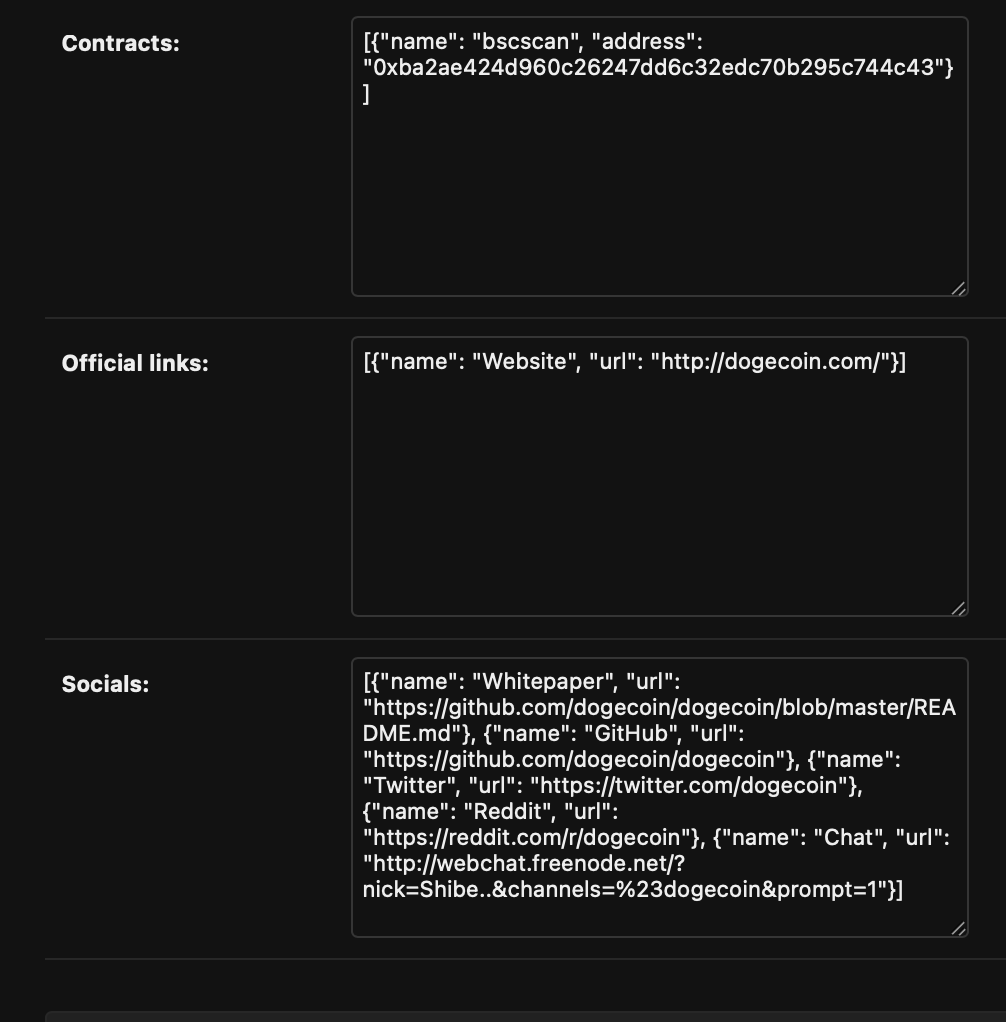 Contracts:
[{"name": "bscscan", "address":
"0xba2ae424d960c26247dd6c32edc70b295c744c43"}
]
Official links:
[{"name": "Website", "url": "http://dogecoin.com/"}]
Socials:
[{"name": "Whitepaper", "url":
"https://github.com/dogecoin/dogecoin/blob/master/REA
DME.md"}, {"name": "GitHub", "url":
"https://github.com/dogecoin/dogecoin"}, {"name":
"Twitter", "url": "https://twitter.com/dogecoin"},
{"name": "Reddit", "url":
"https://reddit.com/r/dogecoin"}, {"name": "Chat", "url":
"http://webchat.freenode.net/?
nick=Shibe..&channels=%23dogecoin&prompt=1"}]